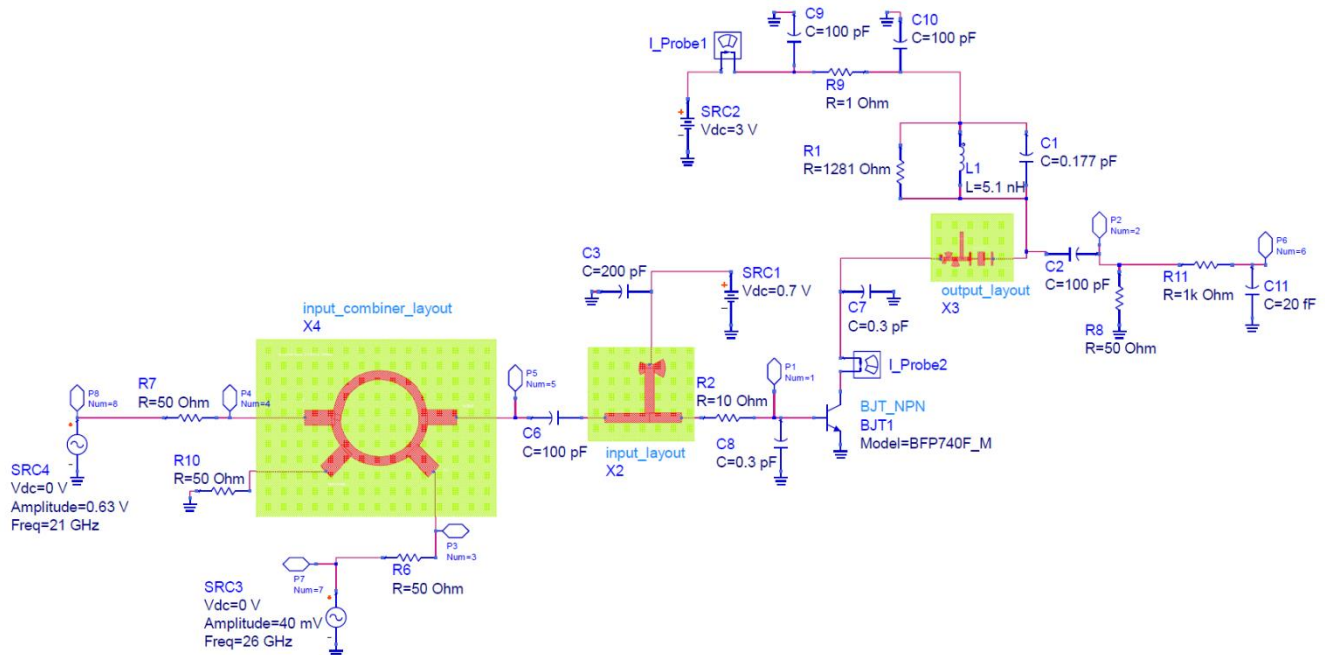 C9
C=100 pF
C10
C=100 pF
I_Probe1
R9
R=1 Ohm
SRC2
Vdc=3 V
R1
R=1281 Ohm
L1
L=5.1 nH
C1
C=0.177 pF
P2
Num=2
P6
Num=6
C3
C=200 pF
SRC1
Vdc=0.7 V
output_layout
X3
C2
C=100 pF
R11
R=1k Ohm
C11
C=20 fF
R8
R=50 Ohm
C7
C=0.3 pF
I_Probe2
input_combiner_layout
X4
P8
Num=8
R7
R=50 Ohm
P4
Num=4
P5
Num=5
C6
C=100 pF
input_layout
X2
R2
R=10 Ohm
P1
Num=1
C8
C=0.3 pF
BJT_NPN
BJT1
Model=BFP740F_M
SRC4
Vdc=0 V
Amplitude=0.63 V
Freq=21 GHz
R10
R=50 Ohm
P3
Num=3
P7
Num=7
R6
R=50 Ohm
SRC3
Vdc=0 V
Amplitude=40 mV
Freq=26 GHz